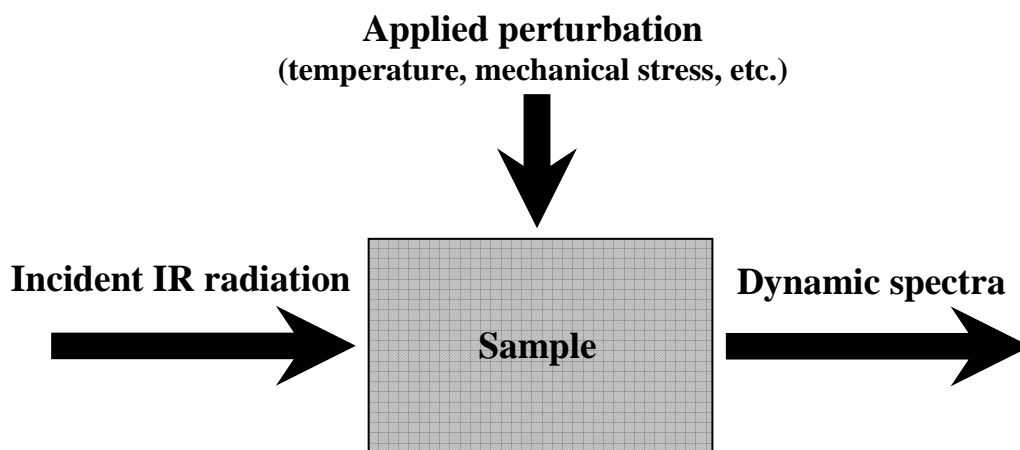 Applied perturbation
(temperature, mechanical stress, etc.)
Incident IR radiation
Dynamic spectra
Sample